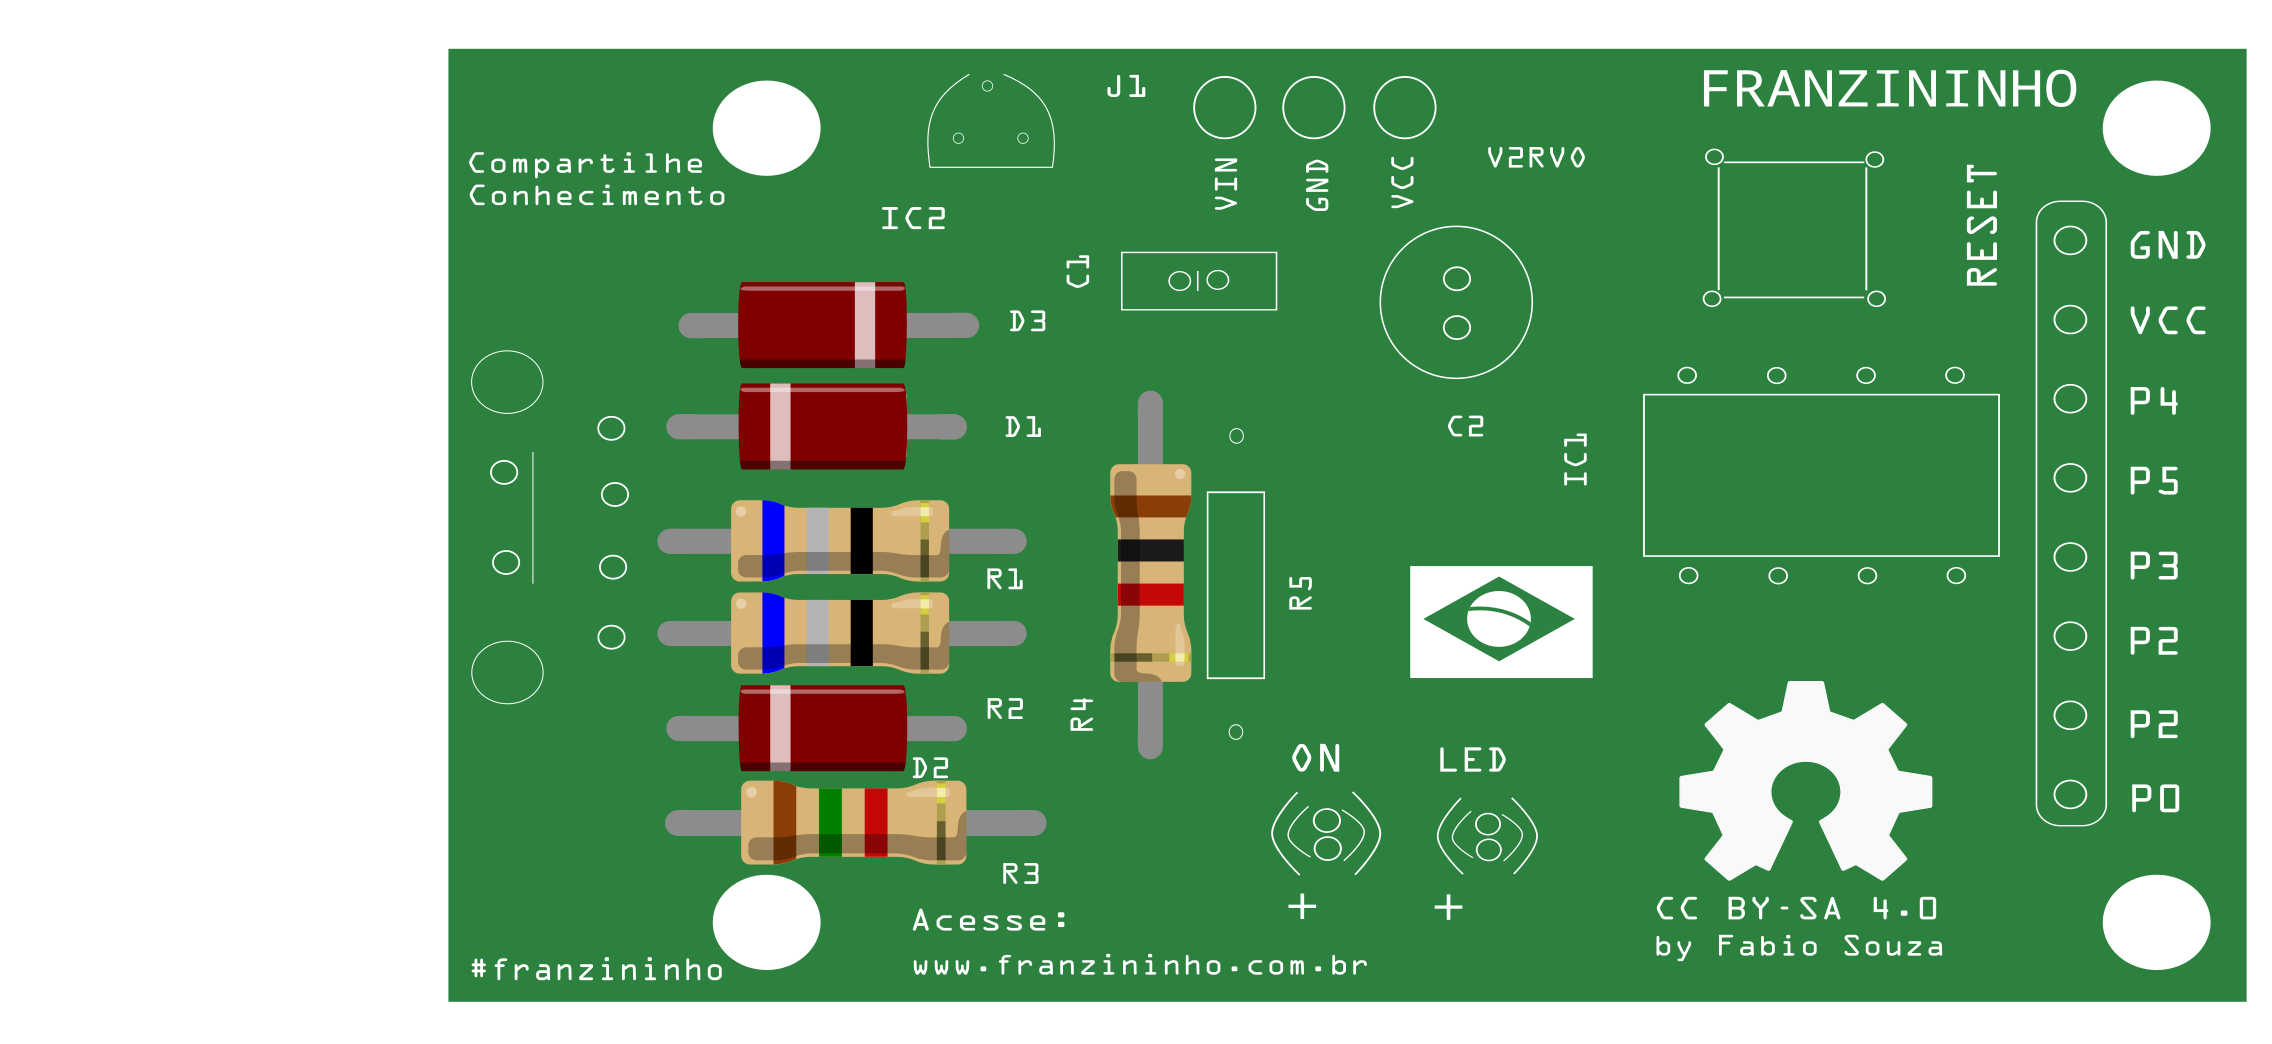 FRANZININHO
J1
Compartilhe
Conhecimento
VIN
GND
VCC
V2RV0
RESET
IC2
GND
C1
D3
VCC
D1
C2
P4
IC1
P5
R1
R5
P3
P2
R2
R4
P2
D2
ON
LED
P0
R3
+
+
Acesse:
CC BY-SA 4.0
by Fabio Souza
#franzininho
www.franzininho.com.br